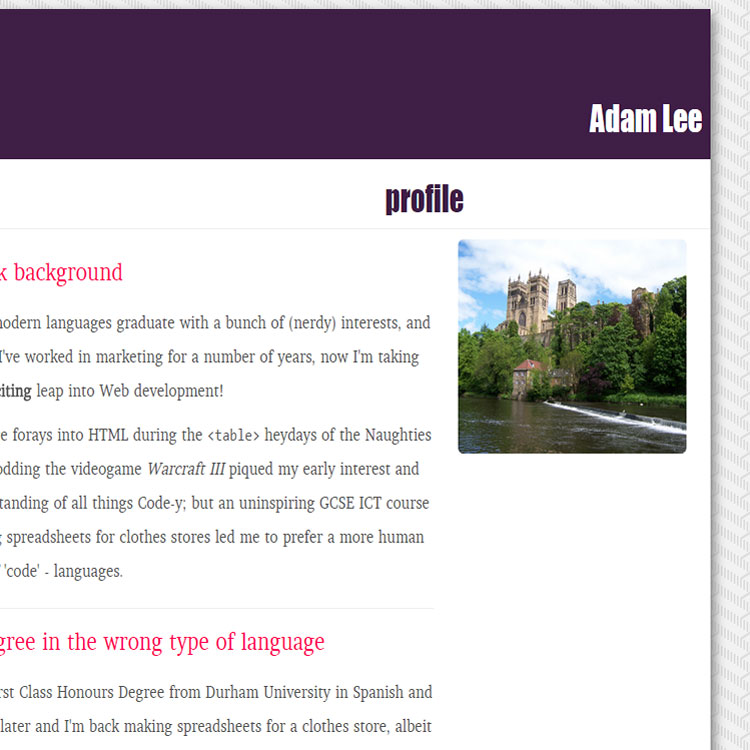 Adam Lee
profile
k background
modern languages graduate with a bunch of (nerdy) interests, and
I've worked in marketing for a number of years, now I'm taking
citing leap into Web development!
e forays into HTML during the <table> heydays of the Naughties
odding the videogame Warcraft III piqued my early interest and
standing of all things Code-y; but an uninspiring GCSE ICT course
g spreadsheets for clothes stores led me to prefer a more human
'code' - languages.
gree in the wrong type of language
rst Class Honours Degree from Durham University in Spanish and
later and I'm back making spreadsheets for a clothes store, albeit